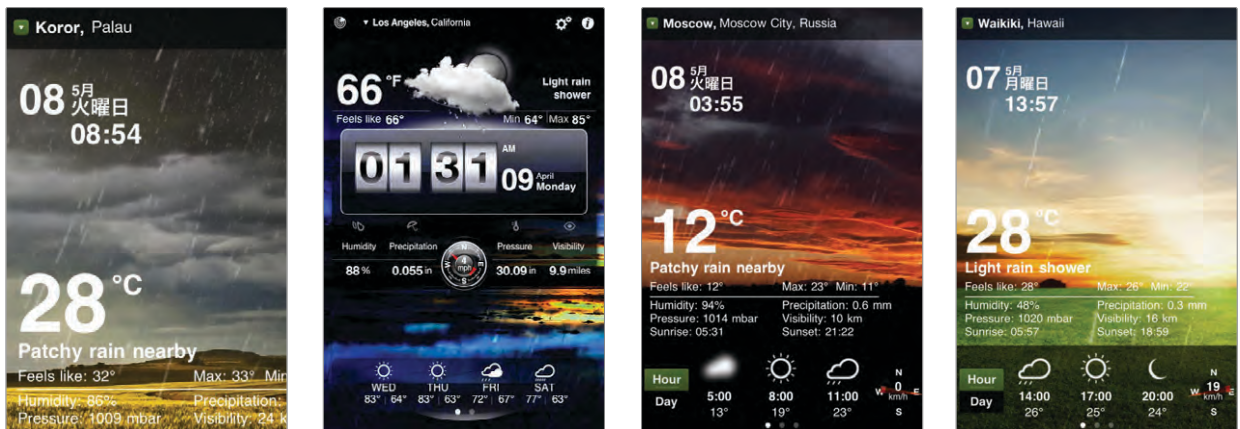 Koror, Palau
08 5月
火曜日
08:54
28°C
Patchy rain nearby
Feels like: 32° Max: 33° Min
Humidity: 86% Precipitation:
Pressure: 1009 mbar Visibility: 24 k
Los Angeles, California
66°F
Light rain
shower
Feels like 66° Min 64° Max 85°
01 31 AM
09 April
Monday
Humidity Precipitation Pressure Visibility
88% 0.055 in 30.09 in 9.9 miles
N
W 4 E
mph
S
WED THU FRI SAT
83° 64° 83° 63° 72° 67° 77° 63°
Moscow, Moscow City, Russia
08 5月
火曜日
03:55
12°C
Patchy rain nearby
Feels like: 12° Max: 23° Min: 11°
Humidity: 94% Precipitation: 0.6 mm
Pressure: 1014 mbar Visibility: 10 km
Sunrise: 05:31 Sunset: 21:22
Hour
Day
5:00 8:00 11:00
13° 19° 23°
N
W 0 E
km/h
S
Waikiki, Hawaii
07 5月
月曜日
13:57
28°C
Light rain shower
Feels like: 28° Max: 26° Min: 22°
Humidity: 48% Precipitation: 0.3 mm
Pressure: 1020 mbar Visibility: 16 km
Sunrise: 05:57 Sunset: 18:59
Hour
Day
14:00 17:00 20:00
26° 25° 24°
N
W 19 E
km/h
S